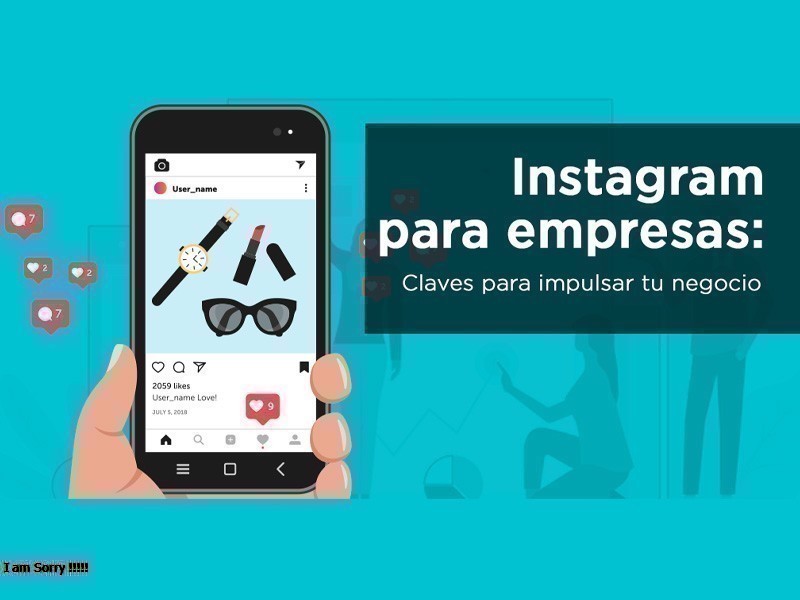 Instagram
para empresas:
Claves para impulsar tu negocio
User_name
7
2
2
7
2059 likes
User_name Love!
JULY 5, 2018
9
I am Sorry !!!!!